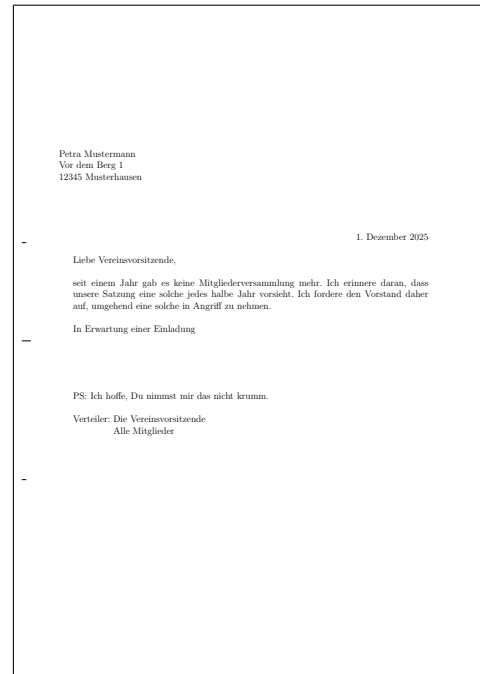 Petra Mustermann
Vor dem Berg 1
12345 Musterhausen
1. Dezember 2025
Liebe Vereinsvorsitzende,
seit einem Jahr gab es keine Mitgliederversammlung mehr. Ich erinnere daran, dass
unsere Satzung eine solche jedes halbe Jahr vorsieht. Ich fordere den Vorstand daher
auf, umgehend eine solche in Angriff zu nehmen.
In Erwartung einer Einladung
PS: Ich hoffe, Du nimmst mir das nicht krumm.
Verteiler: Die Vereinsvorsitzende
Alle Mitglieder